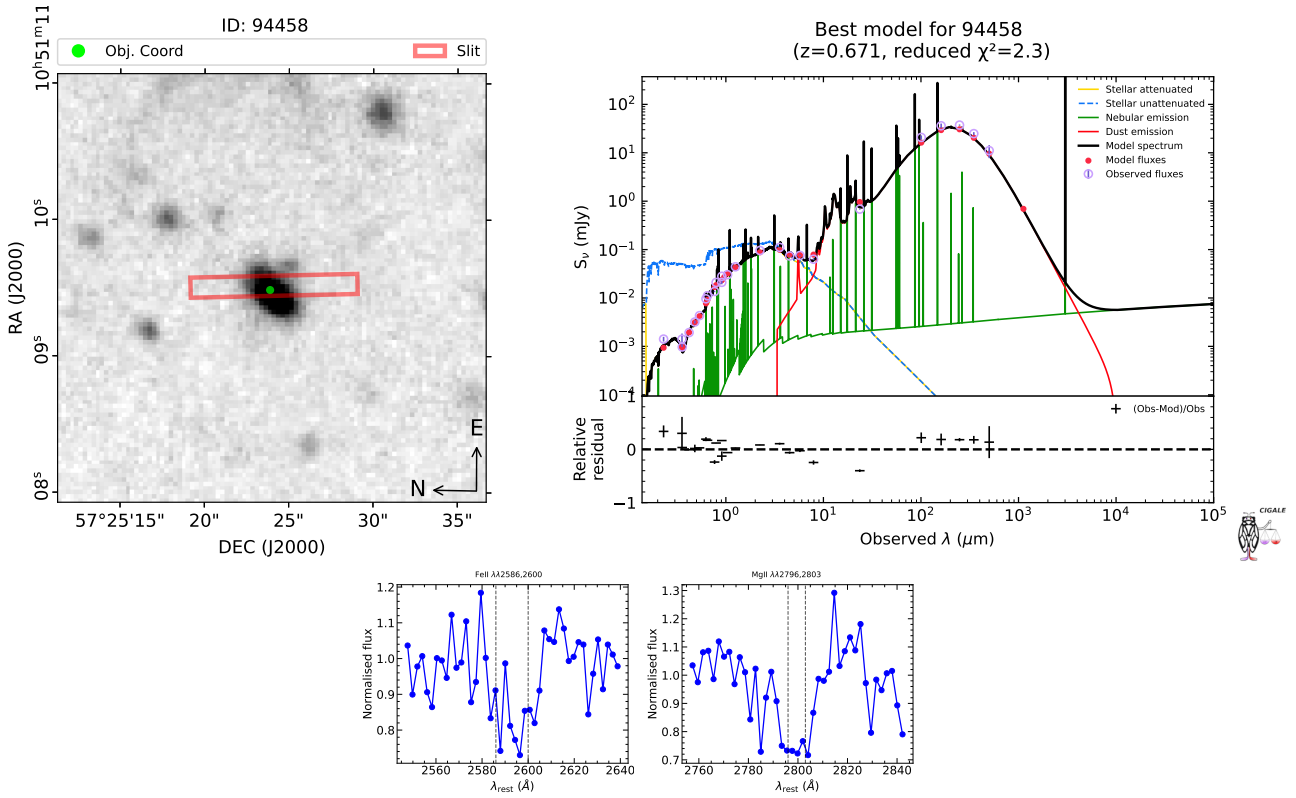 ID: 94458
Obj. Coord
Slit
10ʰ51ᵐ11
10ˢ
09ˢ
08ˢ
RA (J2000)
E
N
57°25'15" 20" 25" 30" 35"
DEC (J2000)
Best model for 94458
(z=0.671, reduced χ²=2.3)
Stellar attenuated
Stellar unattenuated
Nebular emission
Dust emission
Model spectrum
Model fluxes
Observed fluxes
S_ν (mJy)
10²
10¹
10⁰
10⁻¹
10⁻²
10⁻³
10⁻⁴
1
(Obs-Mod)/Obs
Relative
residual
0
−1
10⁰ 10¹ 10² 10³ 10⁴ 10⁵
Observed λ (μm)
CIGALE
FeII λλ2586,2600
Normalised flux
1.2
1.1
1.0
0.9
0.8
2560 2580 2600 2620 2640
λ_rest (Å)
MgII λλ2796,2803
Normalised flux
1.3
1.2
1.1
1.0
0.9
0.8
0.7
2760 2780 2800 2820 2840
λ_rest (Å)